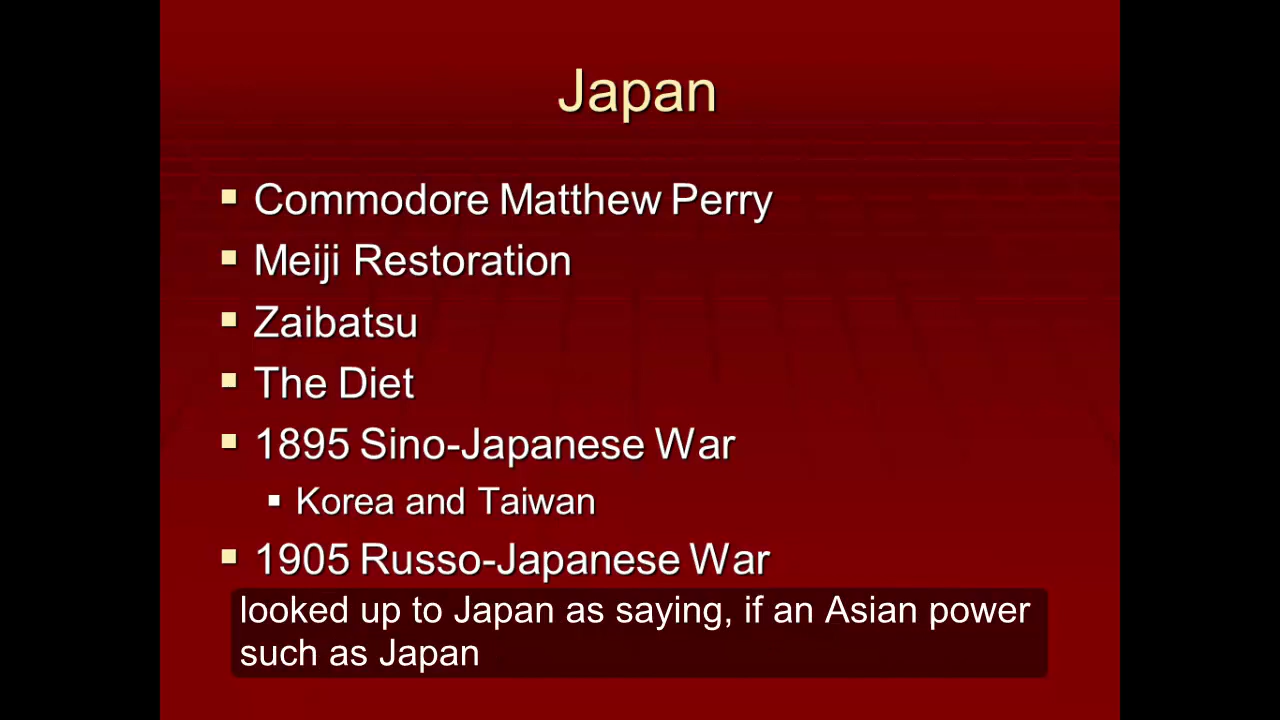 Japan
Commodore Matthew Perry
Meiji Restoration
Zaibatsu
The Diet
1895 Sino-Japanese War
Korea and Taiwan
1905 Russo-Japanese War
looked up to Japan as saying, if an Asian power
such as Japan